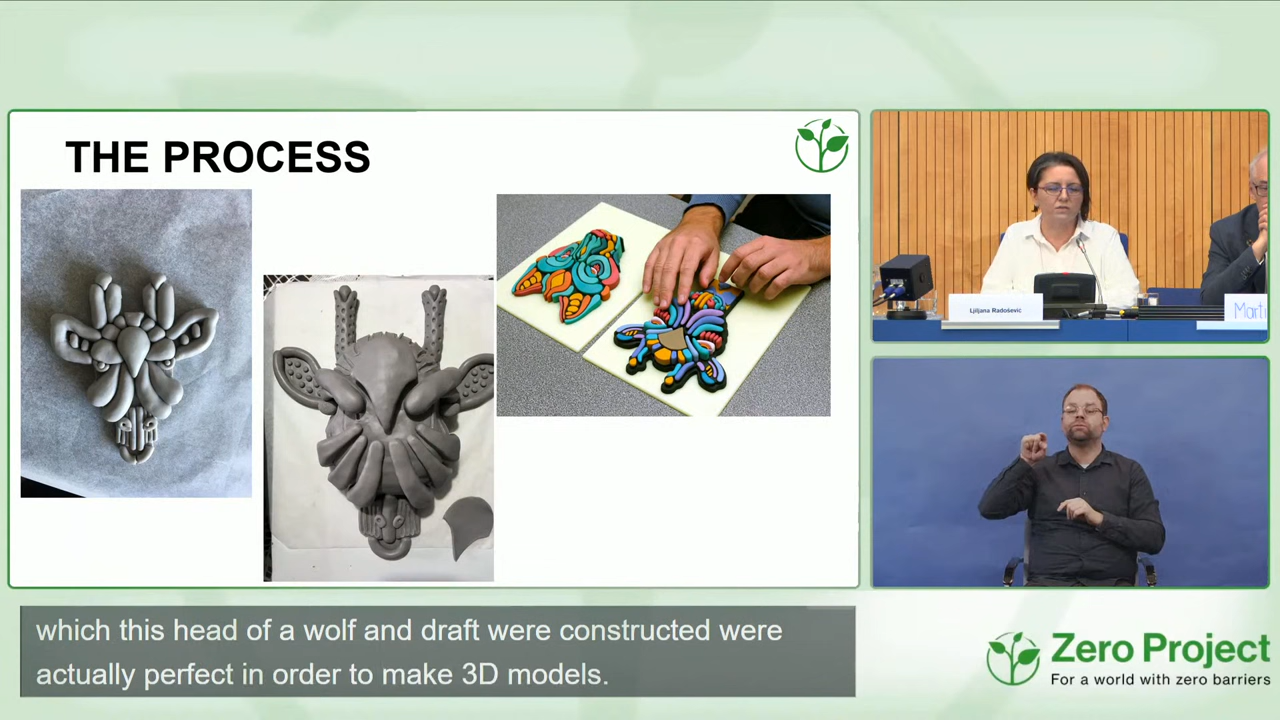 THE PROCESS
Ljiljana Radošević
Marti
which this head of a wolf and draft were constructed were
actually perfect in order to make 3D models.
Zero Project
For a world with zero barriers